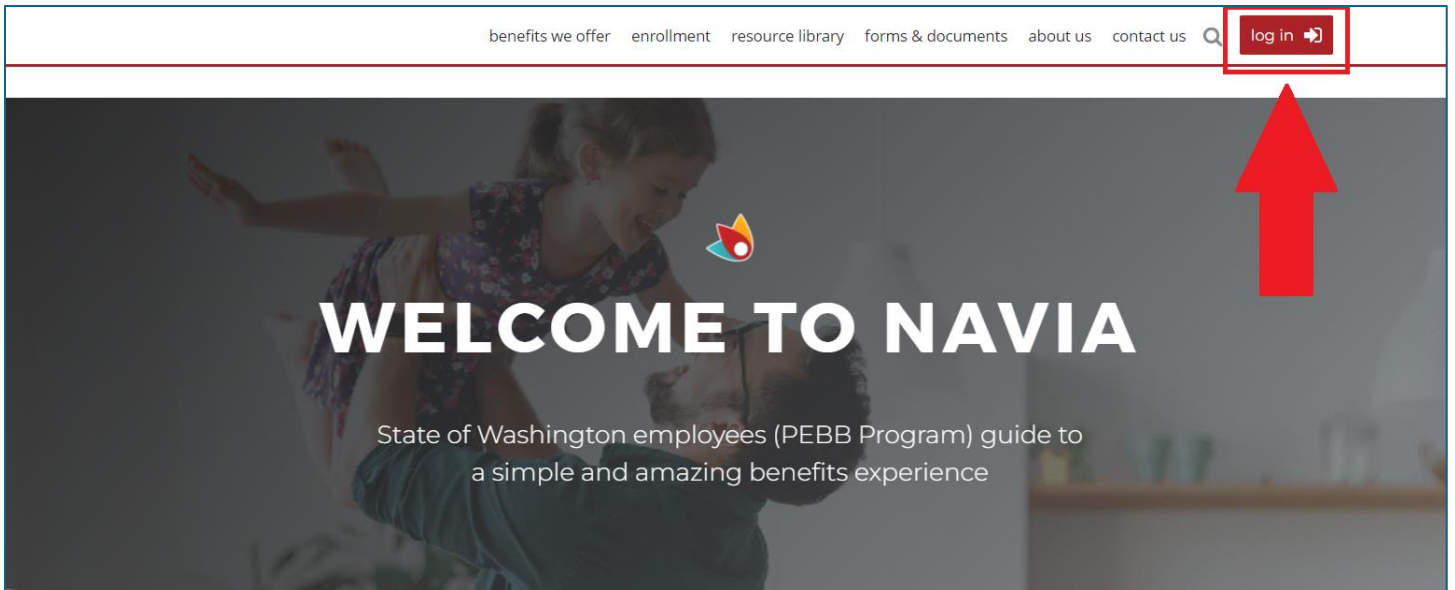 benefits we offer enrollment resource library forms & documents about us contact us log in
WELCOME TO NAVIA
State of Washington employees (PEBB Program) guide to
a simple and amazing benefits experience